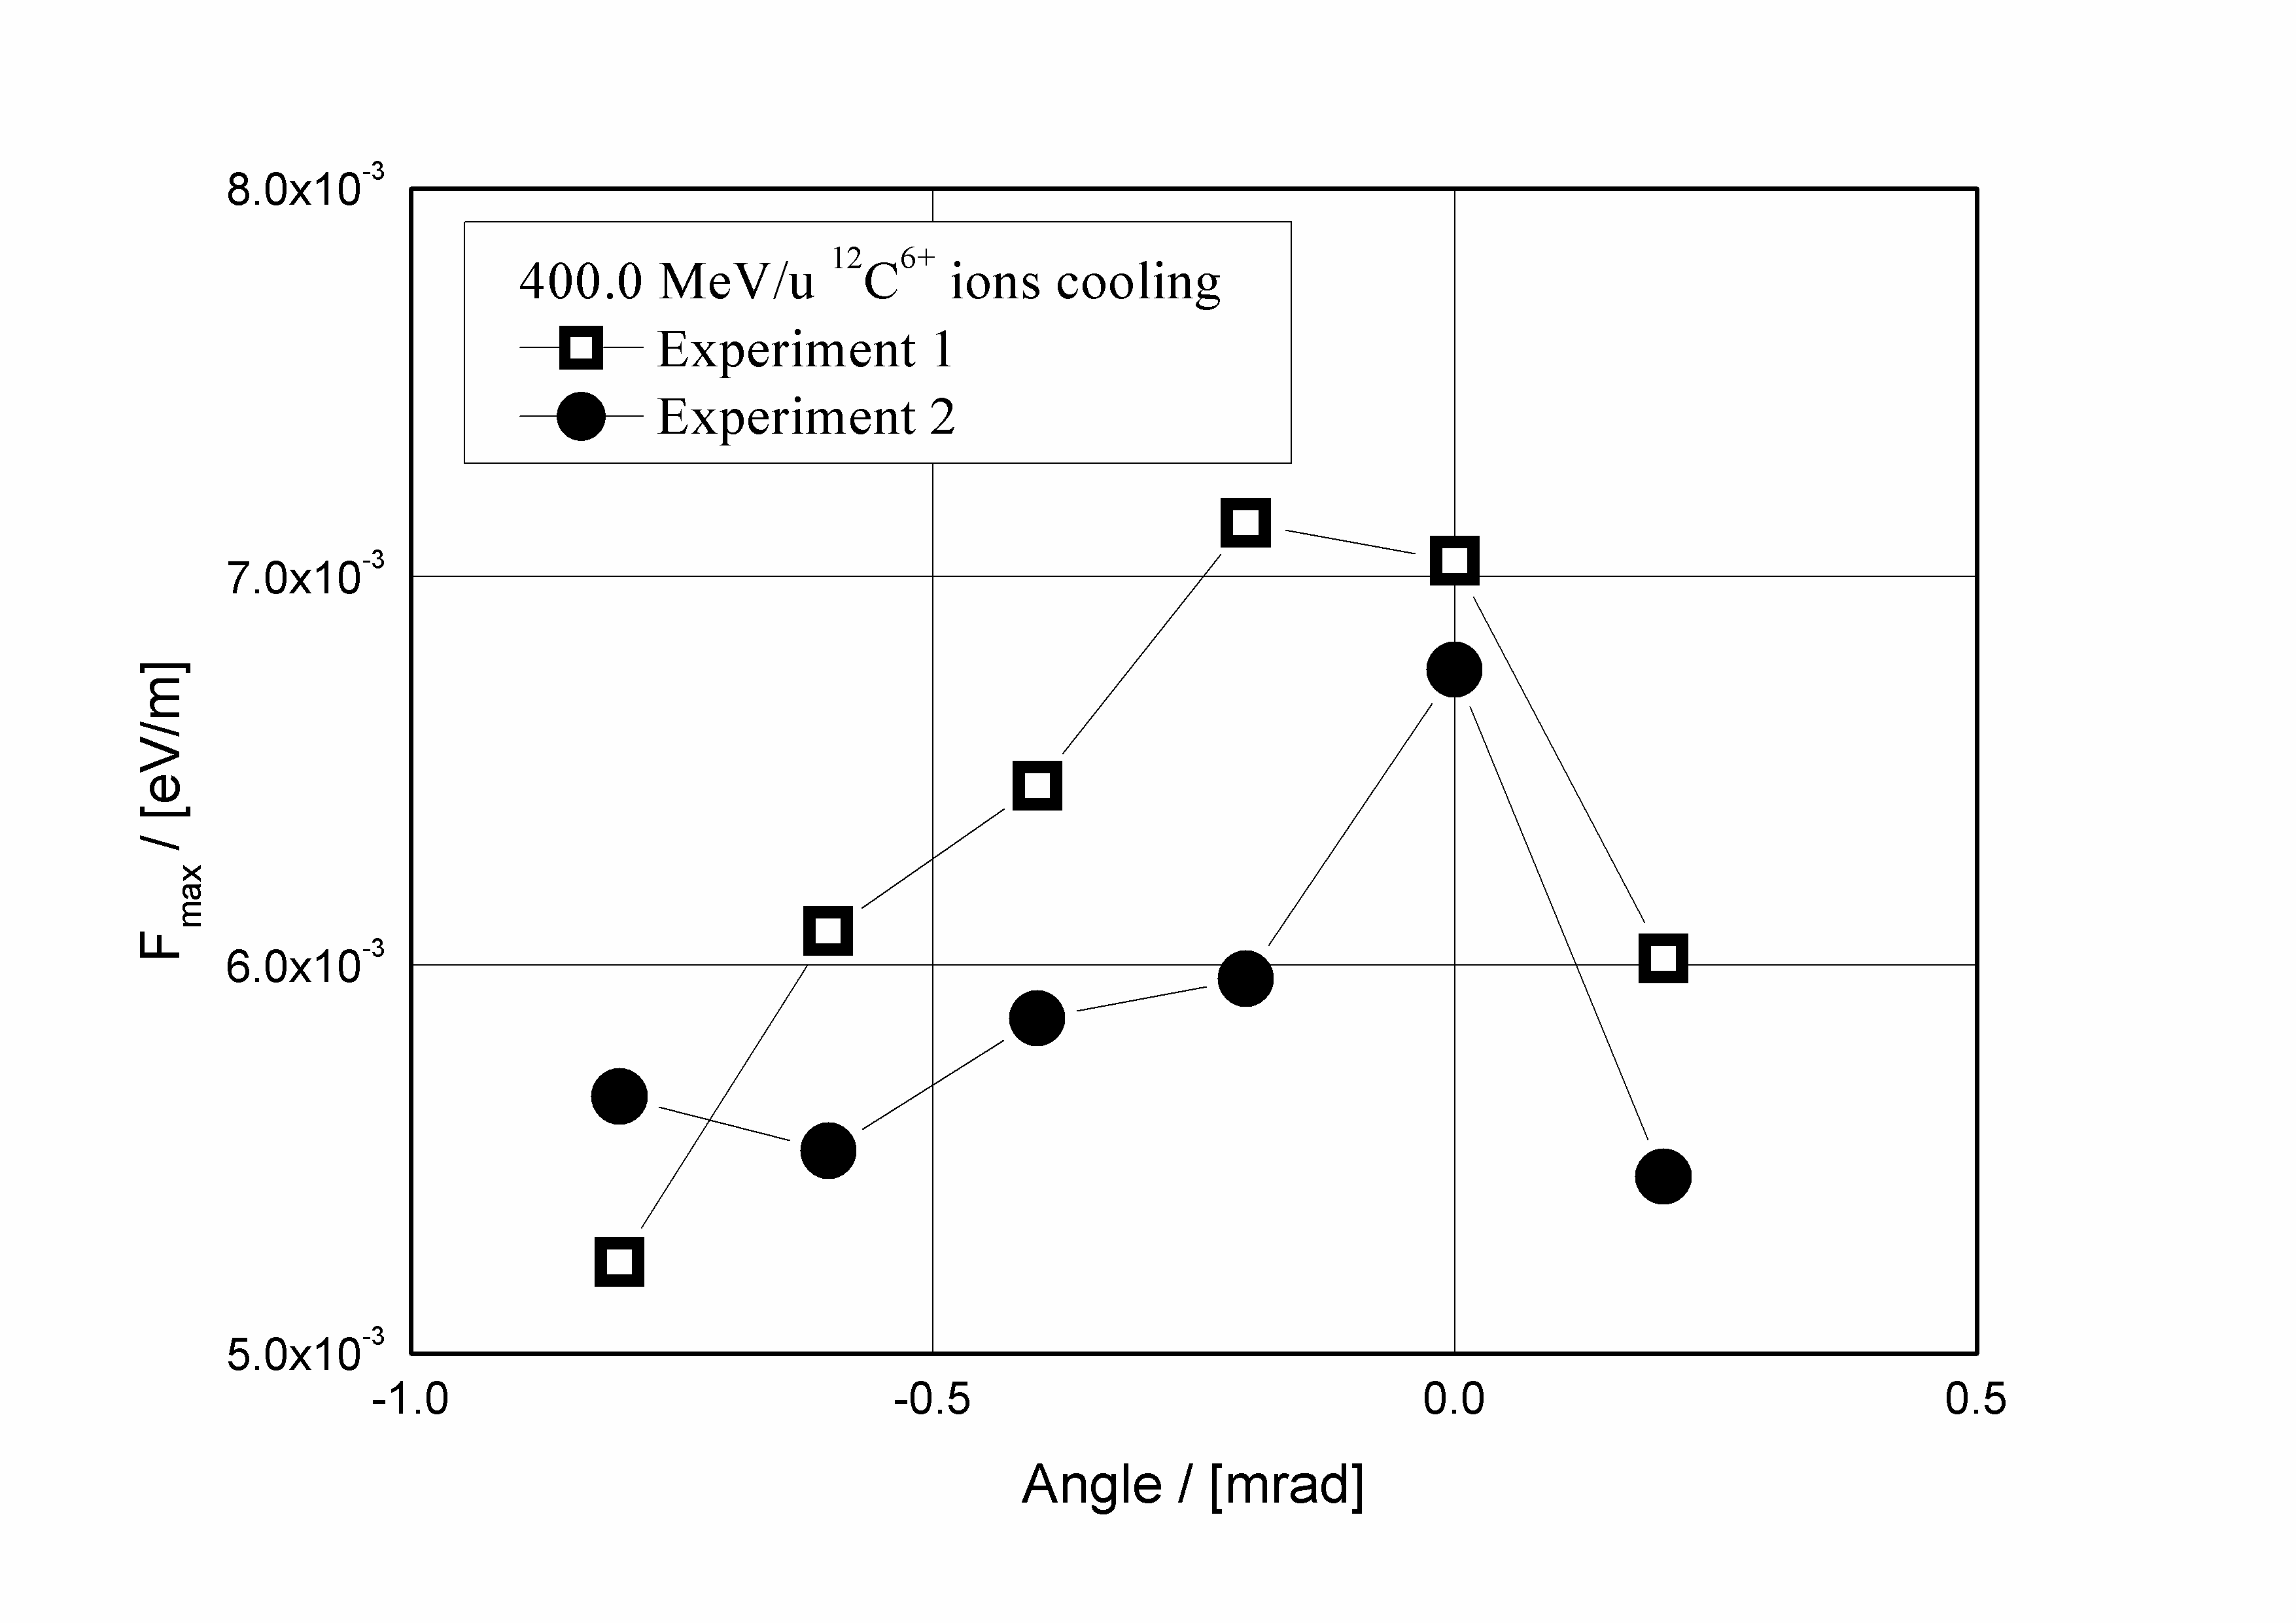 8.0x10⁻³
400.0 MeV/u ¹²C⁶⁺ ions cooling
Experiment 1
Experiment 2
7.0x10⁻³
F max / [eV/m]
6.0x10⁻³
5.0x10⁻³
-1.0 -0.5 0.0 0.5
Angle / [mrad]